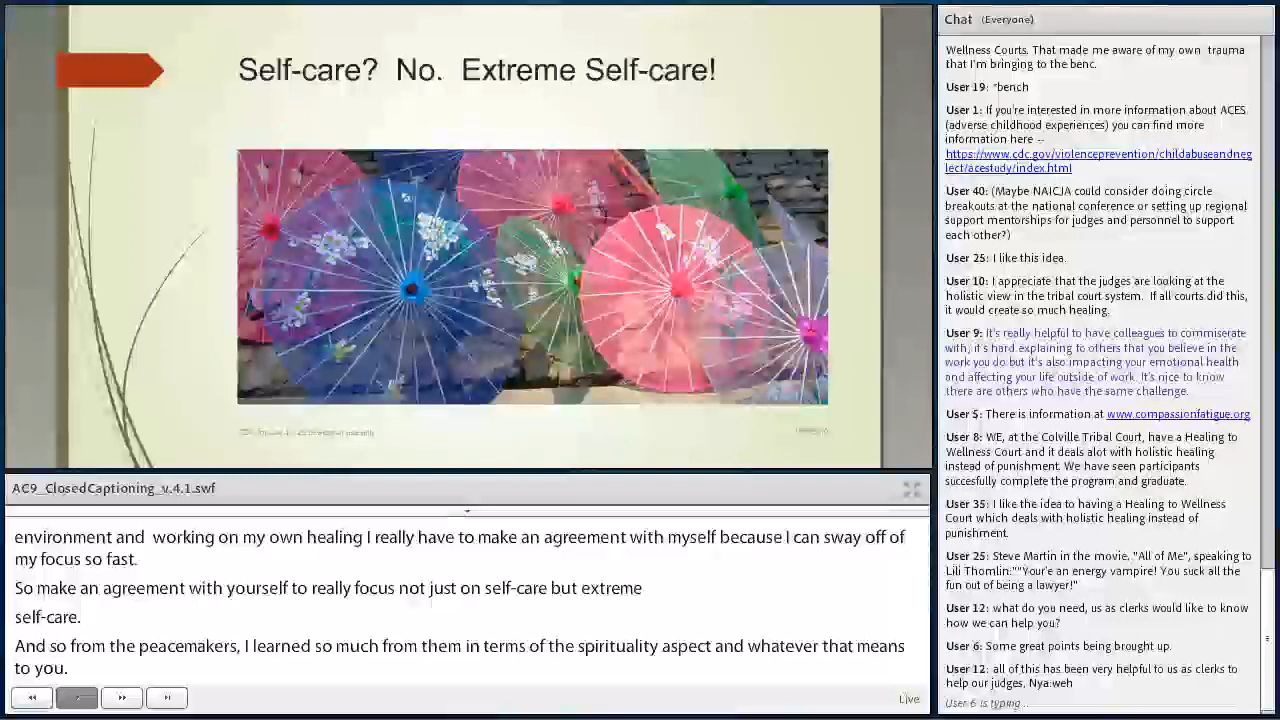 Self-care? No. Extreme Self-care!
AC9_ClosedCaptioning_v.4.1.swf
environment and working on my own healing I really have to make an agreement with myself because I can sway off of
my focus so fast.
So make an agreement with yourself to really focus not just on self-care but extreme
self-care.
And so from the peacemakers, I learned so much from them in terms of the spirituality aspect and whatever that means
to you.
Live
Chat (Everyone)
Wellness Courts. That made me aware of my own trauma
that I'm bringing to the benc.
User 19: *bench
User 1: If you're interested in more information about ACES
(adverse childhood experiences) you can find more
information here --
https://www.cdc.gov/violenceprevention/childabuseandneg
lect/acestudy/index.html
User 40: (Maybe NAICJA could consider doing circle
breakouts at the national conference or setting up regional
support mentorships for judges and personnel to support
each other?)
User 25: I like this idea.
User 10: I appreciate that the judges are looking at the
holistic view in the tribal court system. If all courts did this,
it would create so much healing.
User 9: It's really helpful to have colleagues to commiserate
with, it's hard explaining to others that you believe in the
work you do but it's also impacting your emotional health
and affecting your life outside of work. It's nice to know
there are others who have the same challenge.
User 5: There is information at www.compassionfatigue.org
User 8: WE, at the Colville Tribal Court, have a Healing to
Wellness Court and it deals alot with holistic healing
instead of punishment. We have seen participants
succesfully complete the program and graduate.
User 35: I like the idea to having a Healing to Wellness
Court which deals with holistic healing instead of
punishment.
User 25: Steve Martin in the movie, "All of Me", speaking to
Lili Thomlin:""Your'e an energy vampire! You suck all the
fun out of being a lawyer!"
User 12: what do you need, us as clerks would like to know
how we can help you?
User 6: Some great points being brought up.
User 12: all of this has been very helpful to us as clerks to
help our judges, Nya:weh
User 6 is typing ...